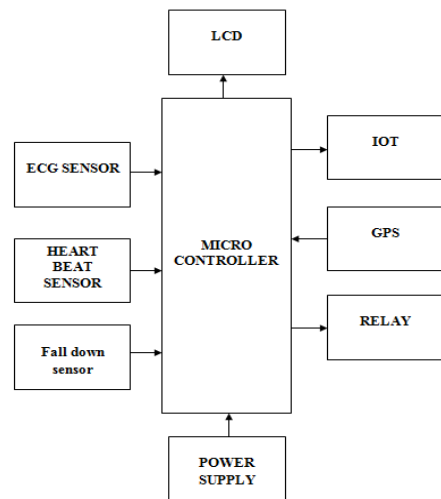 LCD
ECG SENSOR
HEART
BEAT
SENSOR
Fall down
sensor
MICRO
CONTROLLER
IOT
GPS
RELAY
POWER
SUPPLY